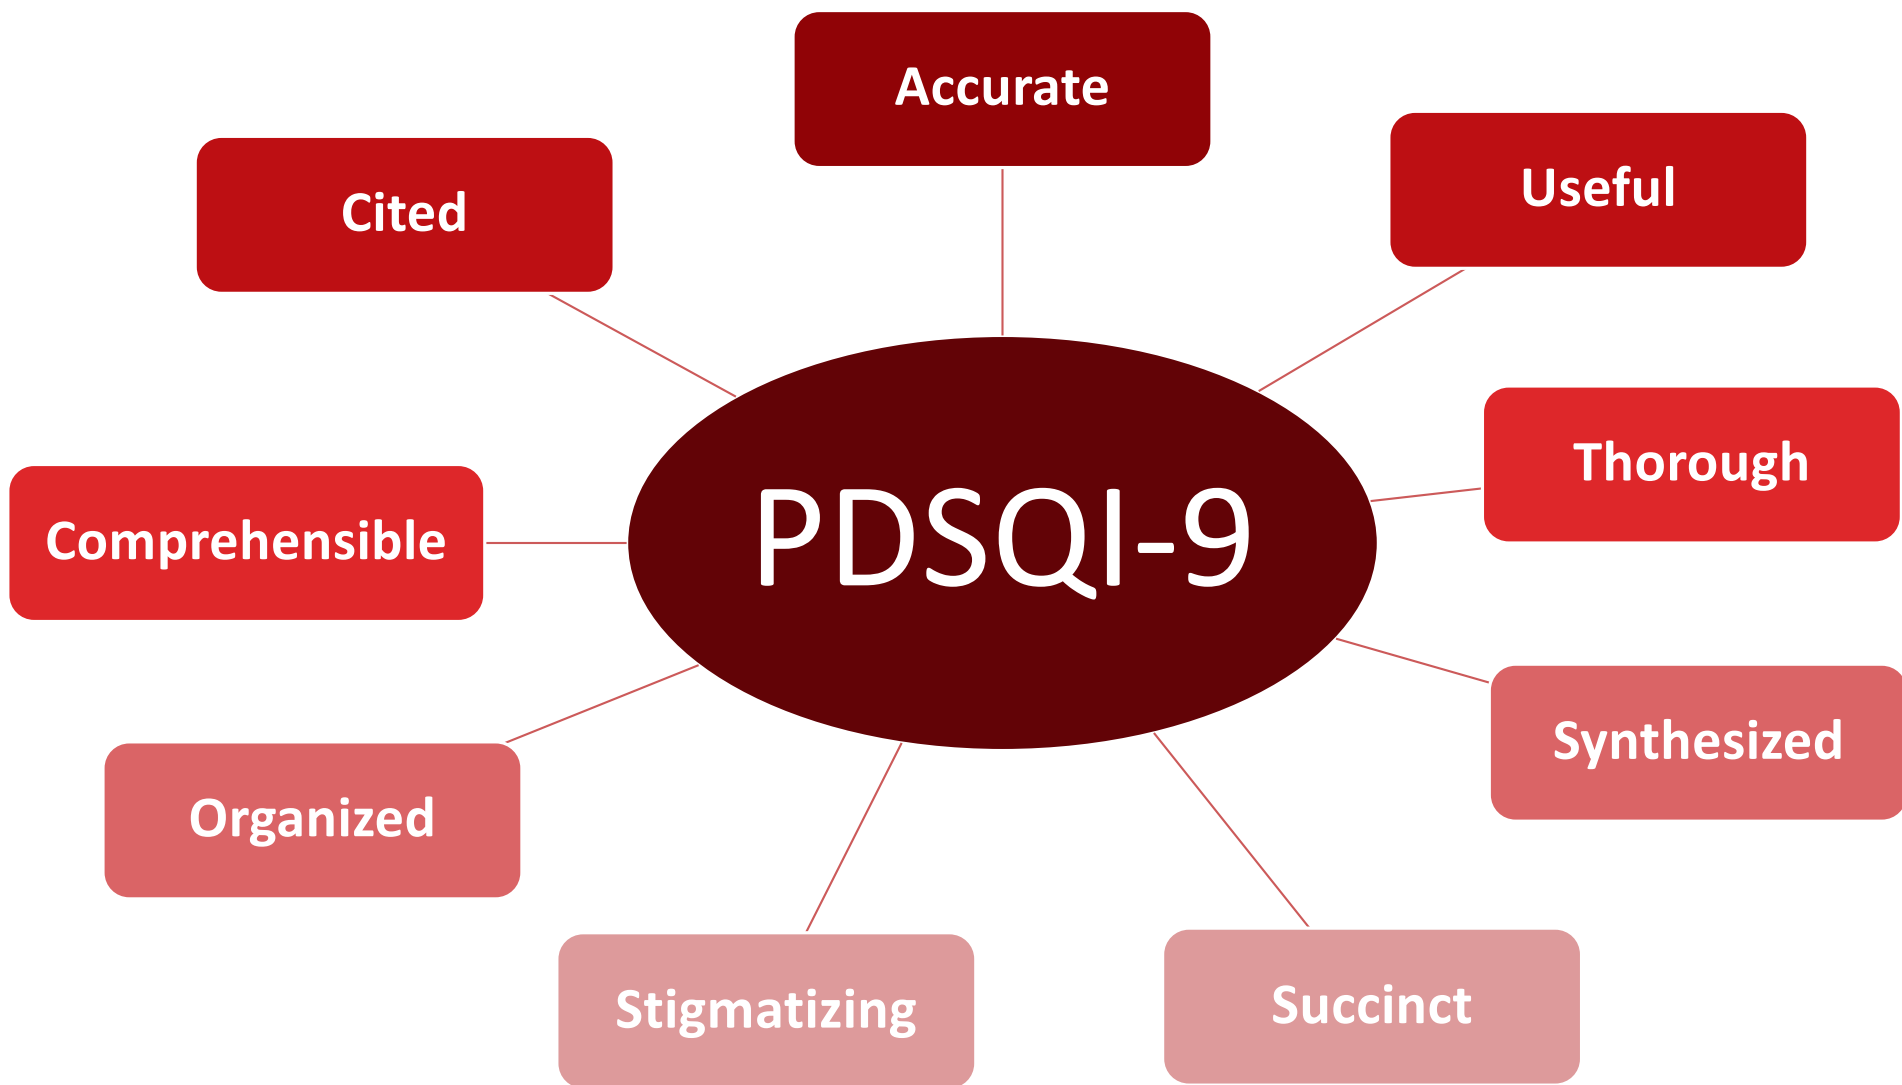 Accurate
Cited
Useful
Thorough
PDSQI-9
Comprehensible
Synthesized
Organized
Stigmatizing
Succinct